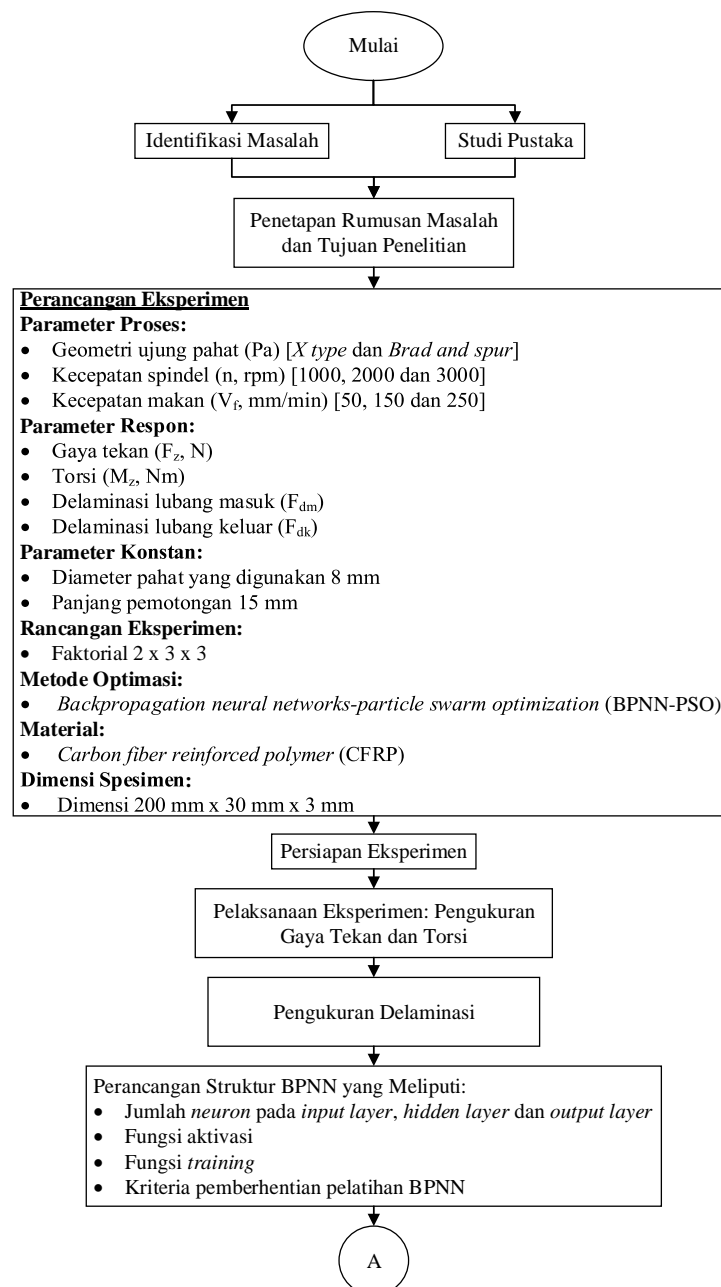 Mulai
Identifikasi Masalah
Studi Pustaka
Penetapan Rumusan Masalah
dan Tujuan Penelitian
Perancangan Eksperimen
Parameter Proses:
• Geometri ujung pahat (Pa) [X type dan Brad and spur]
• Kecepatan spindel (n, rpm) [1000, 2000 dan 3000]
• Kecepatan makan (Vf, mm/min) [50, 150 dan 250]
Parameter Respon:
• Gaya tekan (Fz, N)
• Torsi (Mz, Nm)
• Delaminasi lubang masuk (Fdm)
• Delaminasi lubang keluar (Fdk)
Parameter Konstan:
• Diameter pahat yang digunakan 8 mm
• Panjang pemotongan 15 mm
Rancangan Eksperimen:
• Faktorial 2 x 3 x 3
Metode Optimasi:
• Backpropagation neural networks-particle swarm optimization (BPNN-PSO)
Material:
• Carbon fiber reinforced polymer (CFRP)
Dimensi Spesimen:
• Dimensi 200 mm x 30 mm x 3 mm
Persiapan Eksperimen
Pelaksanaan Eksperimen: Pengukuran
Gaya Tekan dan Torsi
Pengukuran Delaminasi
Perancangan Struktur BPNN yang Meliputi:
• Jumlah neuron pada input layer, hidden layer dan output layer
• Fungsi aktivasi
• Fungsi training
• Kriteria pemberhentian pelatihan BPNN
A